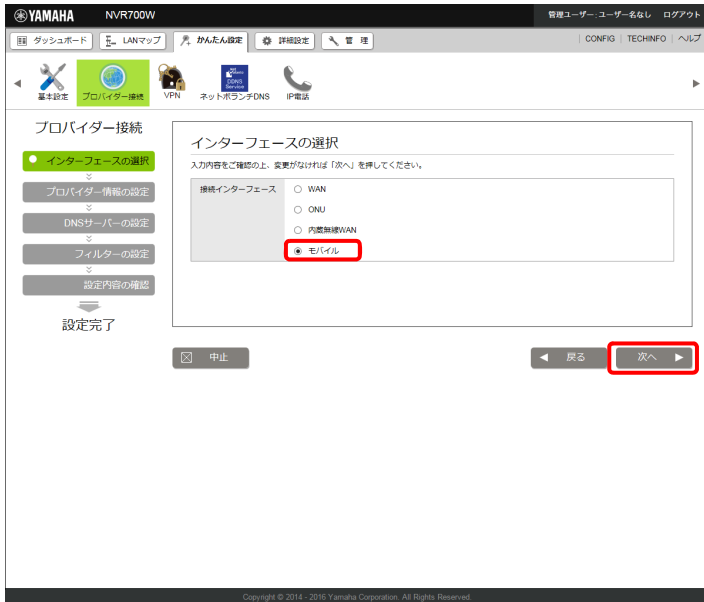 YAMAHA NVR700W 管理ユーザー:ユーザー名なし ログアウト
ダッシュボード LANマップ かんたん設定 詳細設定 管 理 CONFIG TECHINFO ヘルプ
基本設定 プロバイダー接続 VPN ネットボランチDNS IP電話
DDNS
Service
プロバイダー接続
インターフェースの選択
プロバイダー情報の設定
DNSサーバーの設定
フィルターの設定
設定内容の確認
設定完了
インターフェースの選択
入力内容をご確認の上、変更がなければ「次へ」を押してください。
接続インターフェース
WAN
ONU
内蔵無線WAN
モバイル
中止 戻る 次へ
Copyright © 2014 - 2016 Yamaha Corporation. All Rights Reserved.